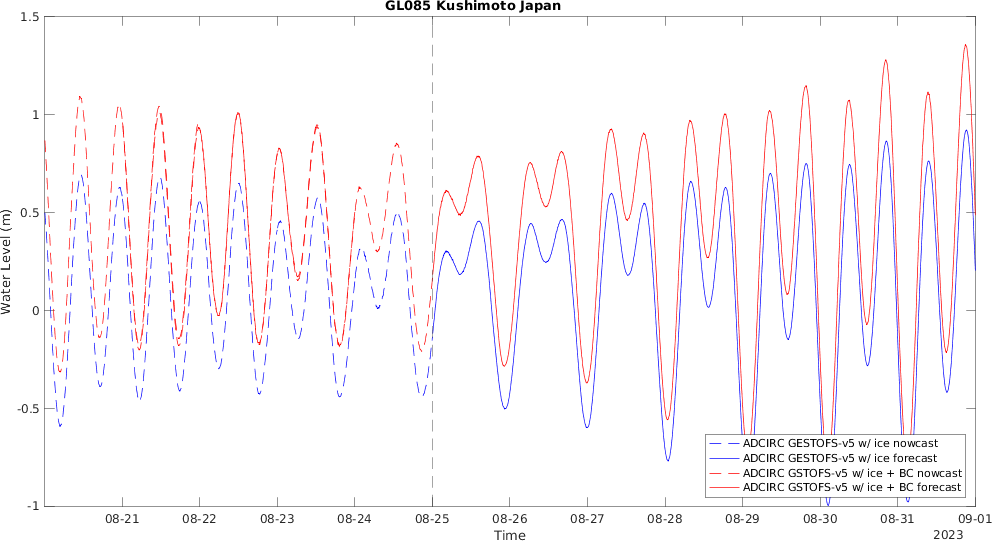 GL085 Kushimoto Japan
1.5
1
0.5
0
-0.5
-1
Water Level (m)
ADCIRC GESTOFS-v5 w/ ice nowcast
ADCIRC GESTOFS-v5 w/ ice forecast
ADCIRC GSTOFS-v5 w/ ice + BC nowcast
ADCIRC GSTOFS-v5 w/ ice + BC forecast
08-21 08-22 08-23 08-24 08-25 08-26 08-27 08-28 08-29 08-30 08-31 09-01
Time
2023